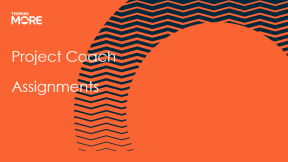 THOMAS
MORE
Project Coach
Assignments